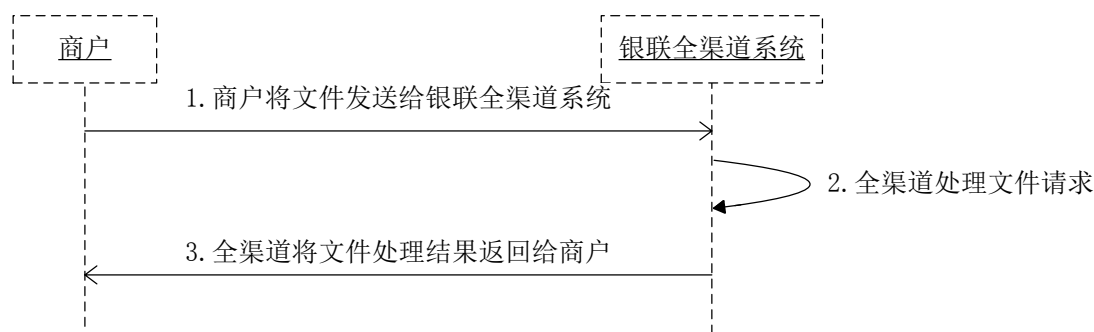 商户
银联全渠道系统
1.商户将文件发送给银联全渠道系统
2.全渠道处理文件请求
3.全渠道将文件处理结果返回给商户